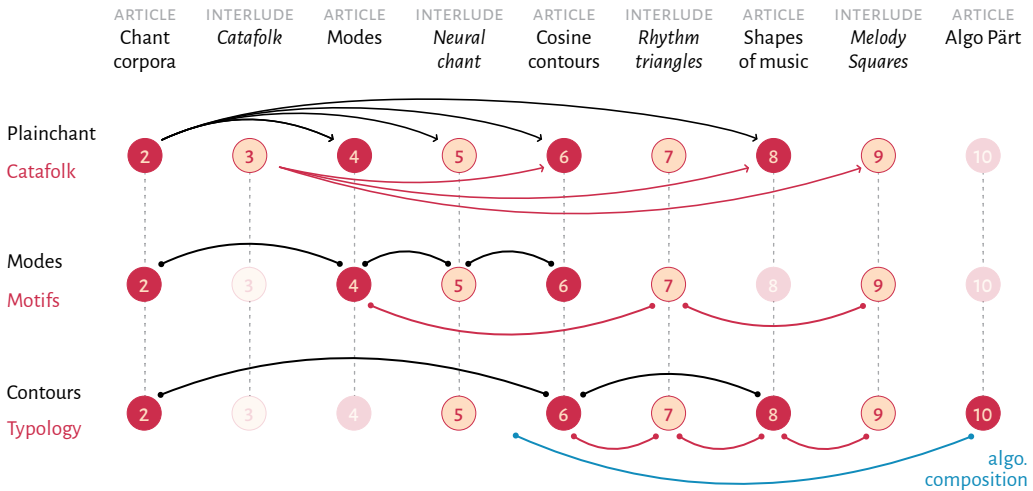 ARTICLE INTERLUDE ARTICLE INTERLUDE ARTICLE INTERLUDE ARTICLE INTERLUDE ARTICLE
Chant Catafolk Modes Neural Cosine Rhythm Shapes Melody Algo Pärt
corpora chant contours triangles of music Squares
Plainchant
2 3 4 5 6 7 8 9 10
Catafolk
Modes
2 3 4 5 6 7 8 9 10
Motifs
Contours
2 3 4 5 6 7 8 9 10
Typology
algo.
composition